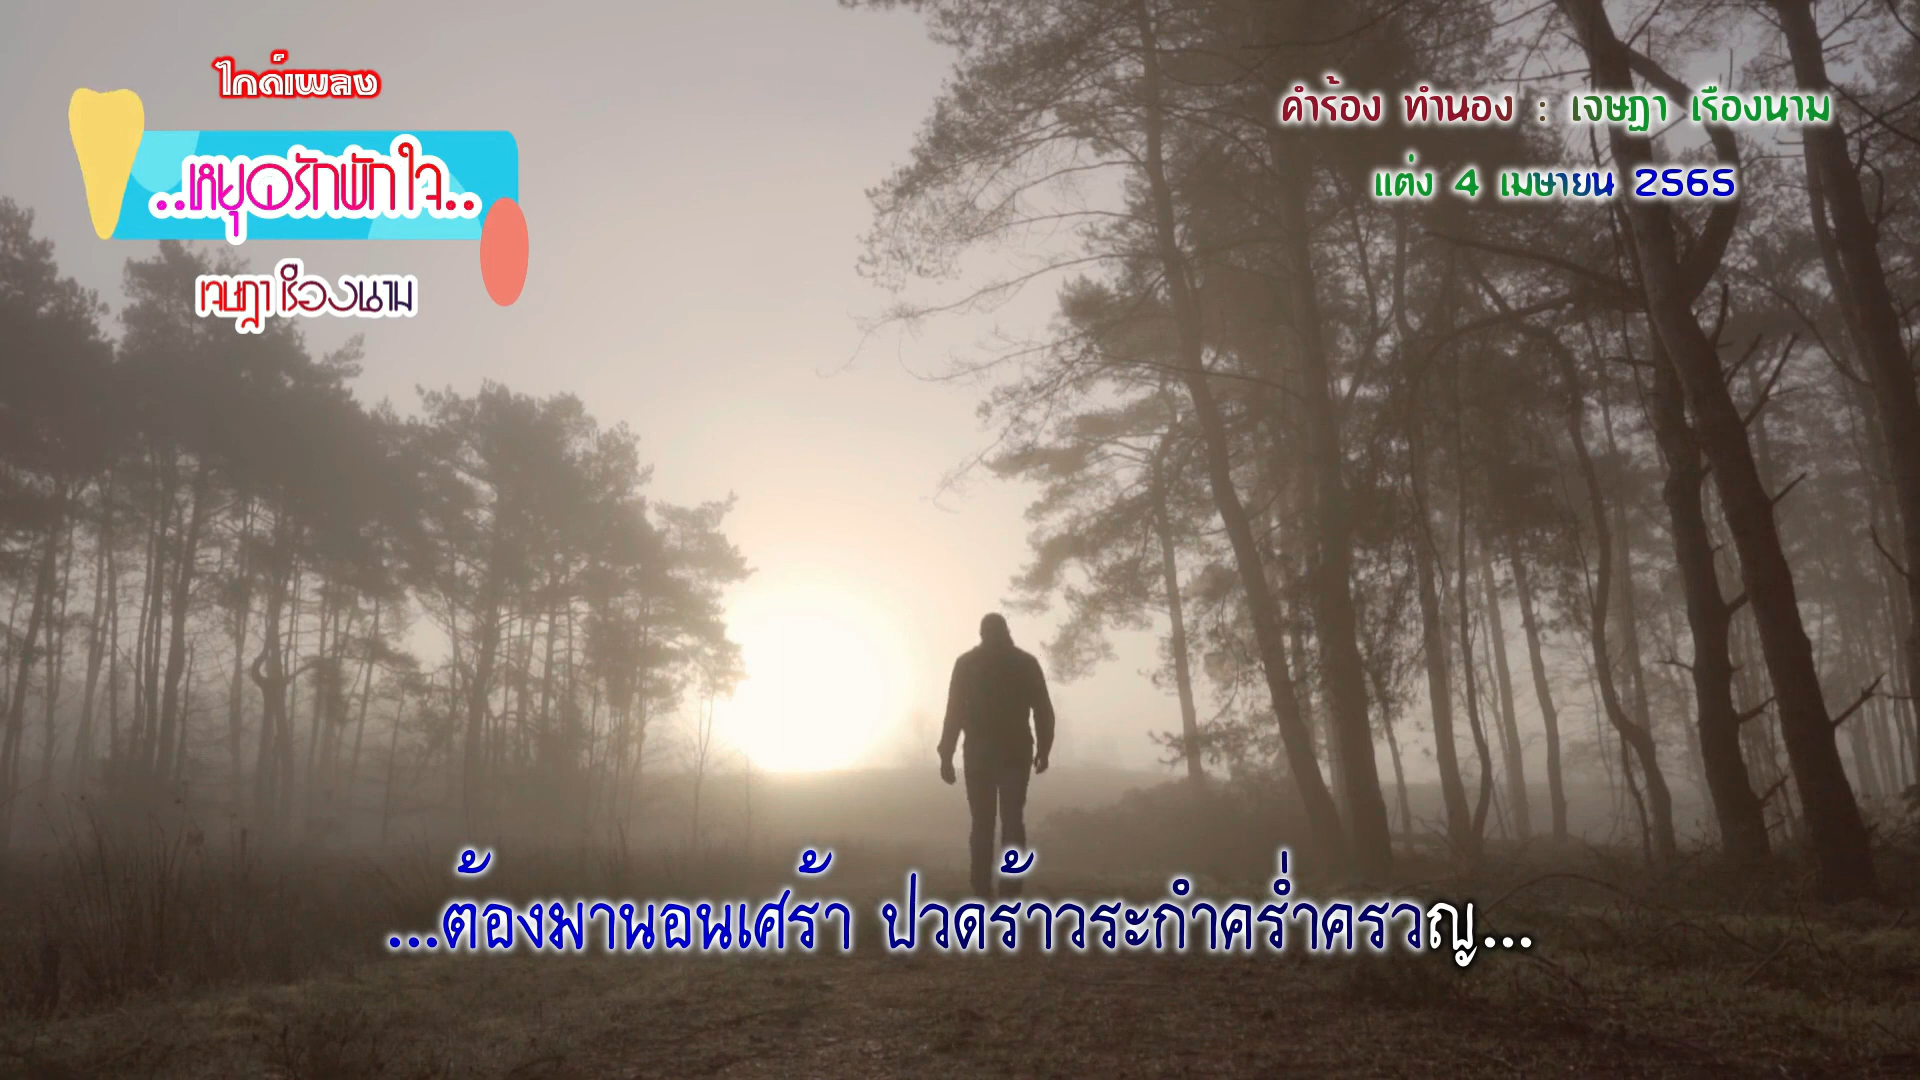 ไกด์เพลง
..หยุดรักพักใจ..
เจษฎา เรืองนาม
คำร้อง ทำนอง : เจษฎา เรืองนาม
แต่ง 4 เมษายน 2565
...ต้องมานอนเศร้า ปวดร้าวระกำคร่ำครวญ...